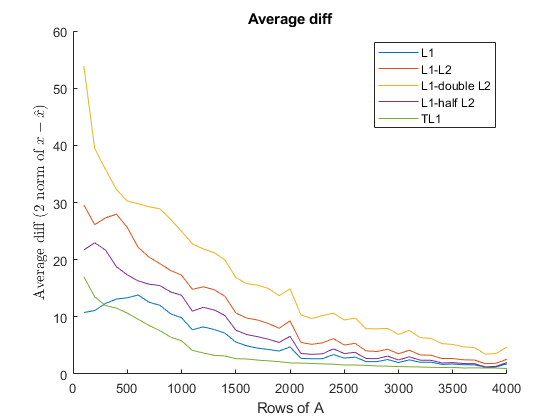 Average diff
Average diff (2 norm of x − x̂)
60
50
40
30
20
10
0
0 500 1000 1500 2000 2500 3000 3500 4000
Rows of A
L1
L1-L2
L1-double L2
L1-half L2
TL1